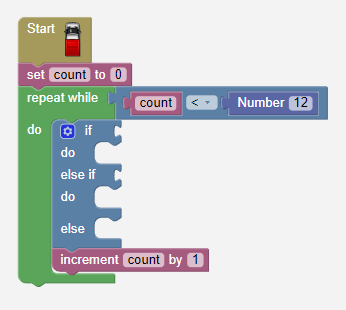 Start
set count to 0
repeat while count < Number 12
do if
do
else if
do
else
increment count by 1